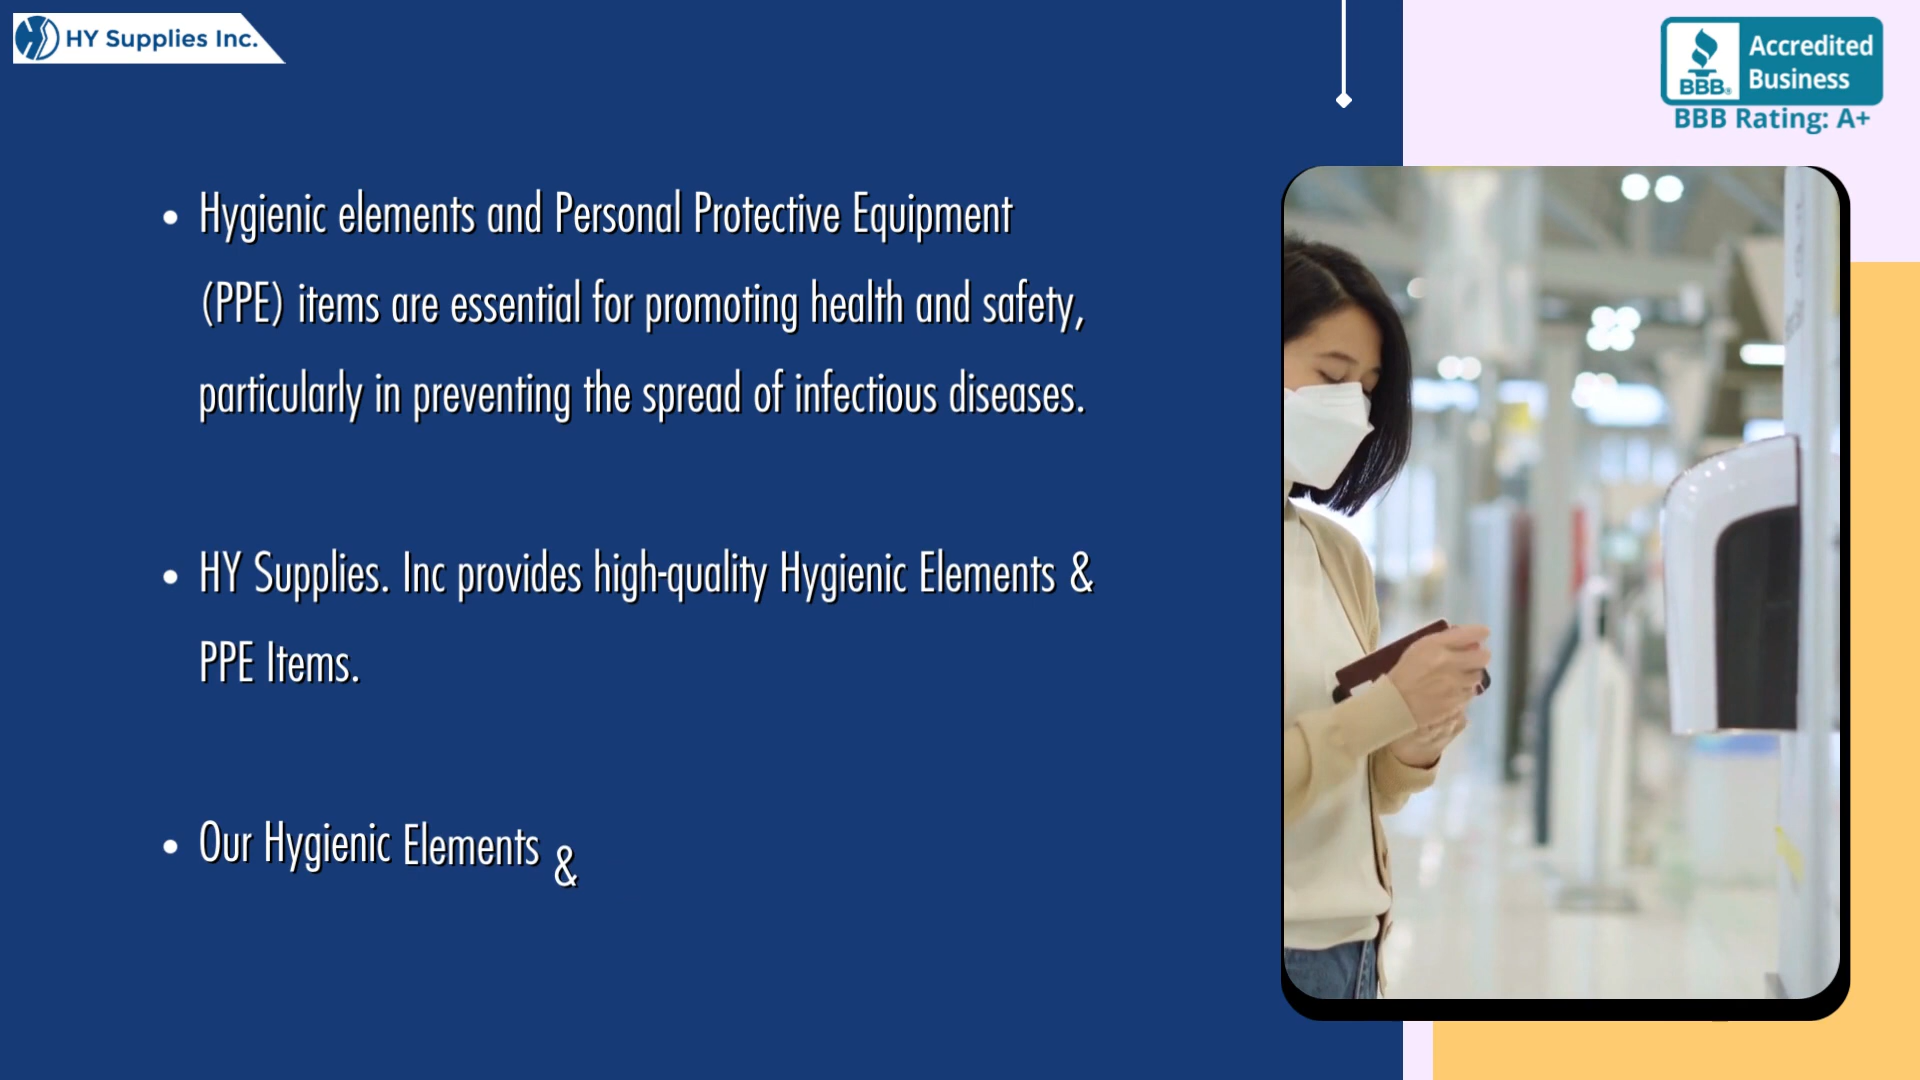 HY Supplies Inc.
Accredited
Business
BBB®
BBB Rating: A+
• Hygienic elements and Personal Protective Equipment
(PPE) items are essential for promoting health and safety,
particularly in preventing the spread of infectious diseases.
• HY Supplies. Inc provides high-quality Hygienic Elements &
PPE Items.
• Our Hygienic Elements &